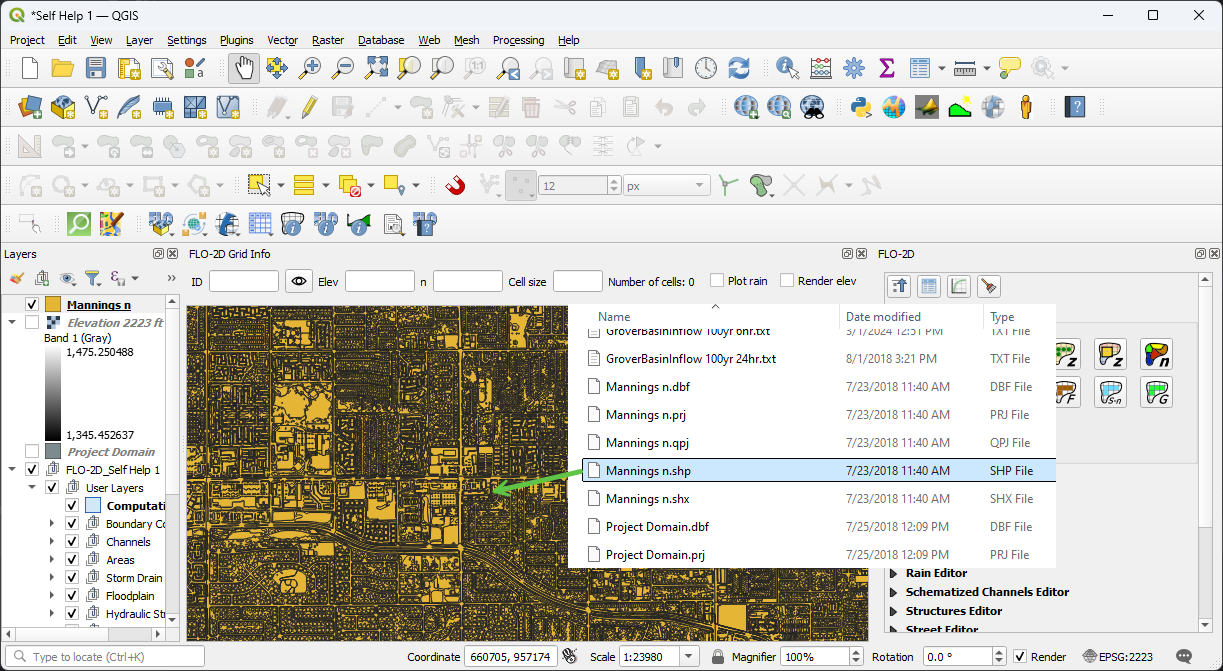 *Self Help 1 — QGIS
Project Edit View Layer Settings Plugins Vector Raster Database Web Mesh Processing Help
12 px
Layers
FLO-2D Grid Info
FLO-2D
ID Elev n Cell size Number of cells: 0 Plot rain Render elev
Mannings n
Elevation 2223 ft
Band 1 (Gray)
1,475.250488
1,345.452637
Project Domain
FLO-2D_Self Help 1
User Layers
Computati
Boundary Co
Channels
Areas
Storm Drain
Floodplain
Hydraulic Str
Name Date modified Type
GroverBasinInflow 100yr 6hr.txt 3/1/2024 12:51 PM TXT File
GroverBasinInflow 100yr 24hr.txt 8/1/2018 3:21 PM TXT File
Mannings n.dbf 7/23/2018 11:40 AM DBF File
Mannings n.prj 7/23/2018 11:40 AM PRJ File
Mannings n.qpj 7/23/2018 11:40 AM QPJ File
Mannings n.shp 7/23/2018 11:40 AM SHP File
Mannings n.shx 7/23/2018 11:40 AM SHX File
Project Domain.dbf 7/25/2018 12:09 PM DBF File
Project Domain.prj 7/25/2018 12:09 PM PRJ File
Z Z n
F S-n G
Rain Editor
Schematized Channels Editor
Structures Editor
Street Editor
Type to locate (Ctrl+K) Coordinate 660705, 957174 Scale 1:23980 Magnifier 100% Rotation 0.0 ° Render EPSG:2223